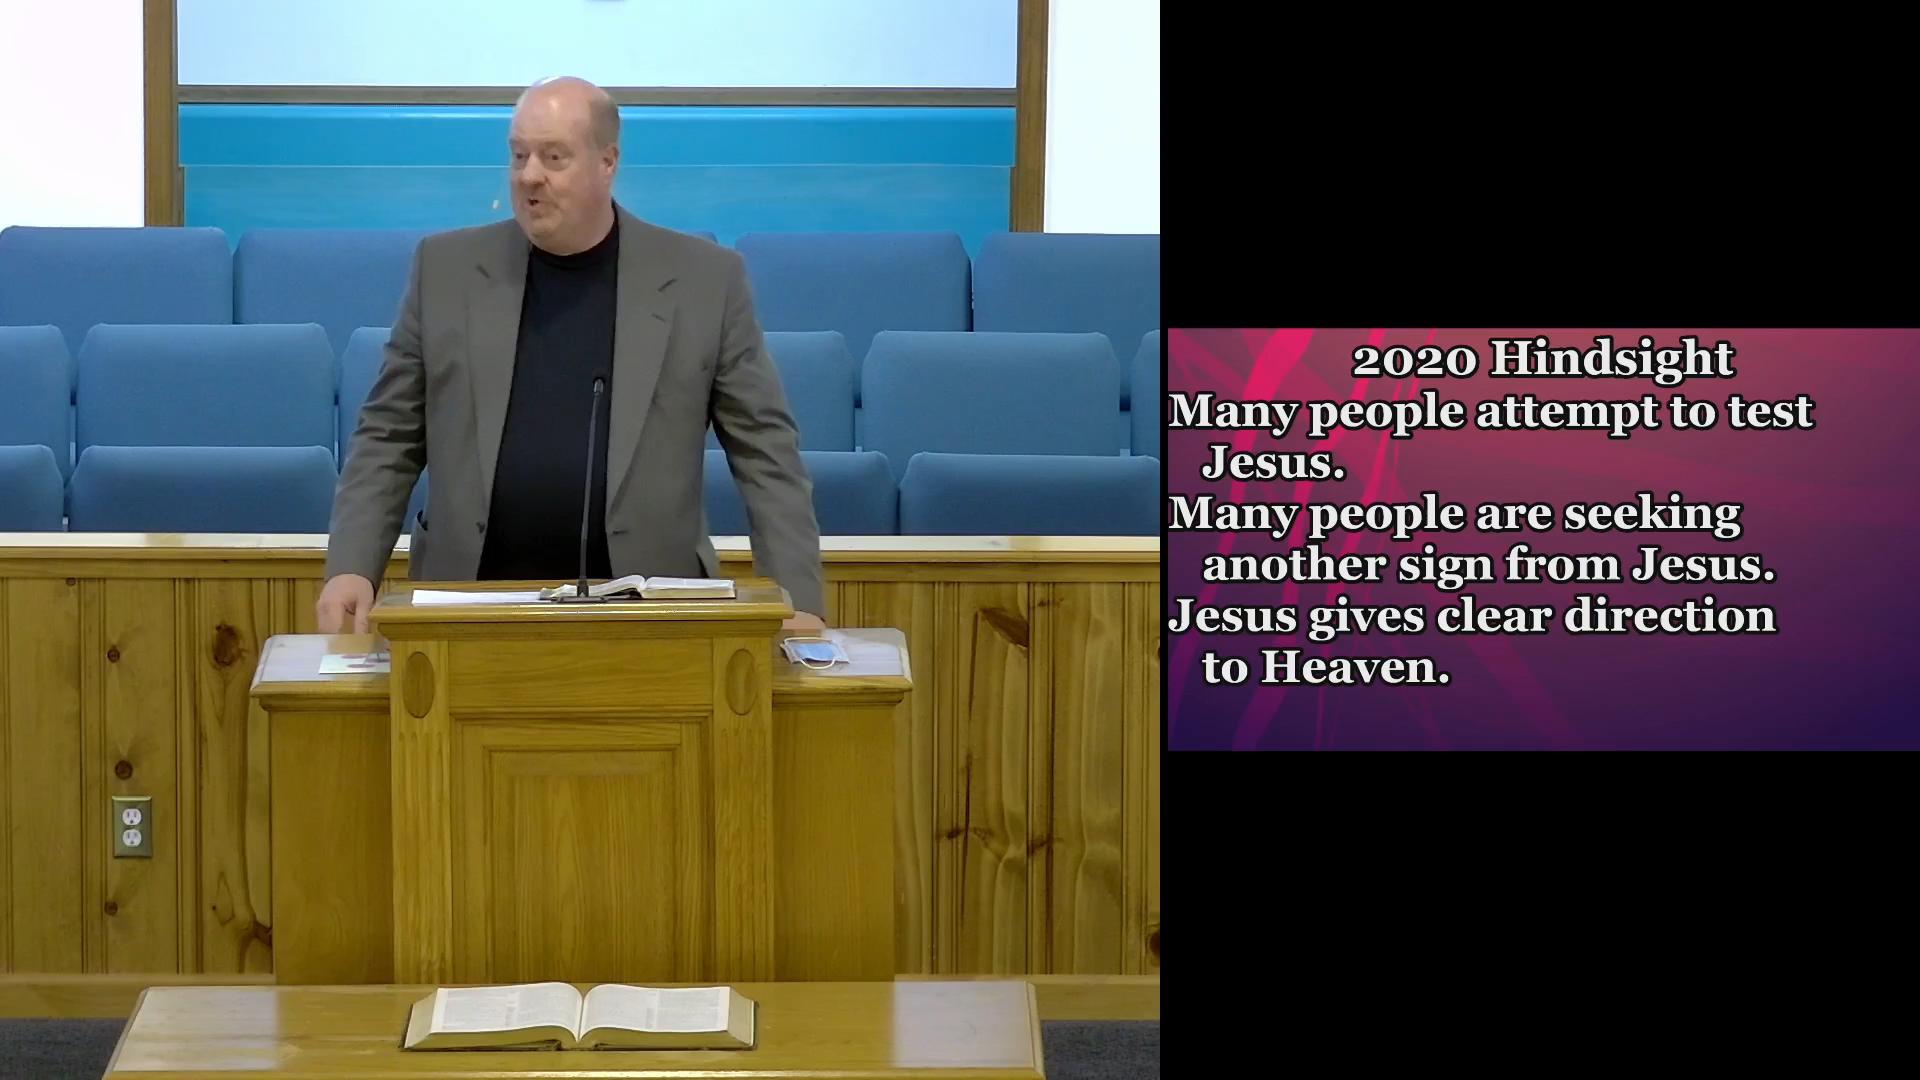 2020 Hindsight
Many people attempt to test
Jesus.
Many people are seeking
another sign from Jesus.
Jesus gives clear direction
to Heaven.